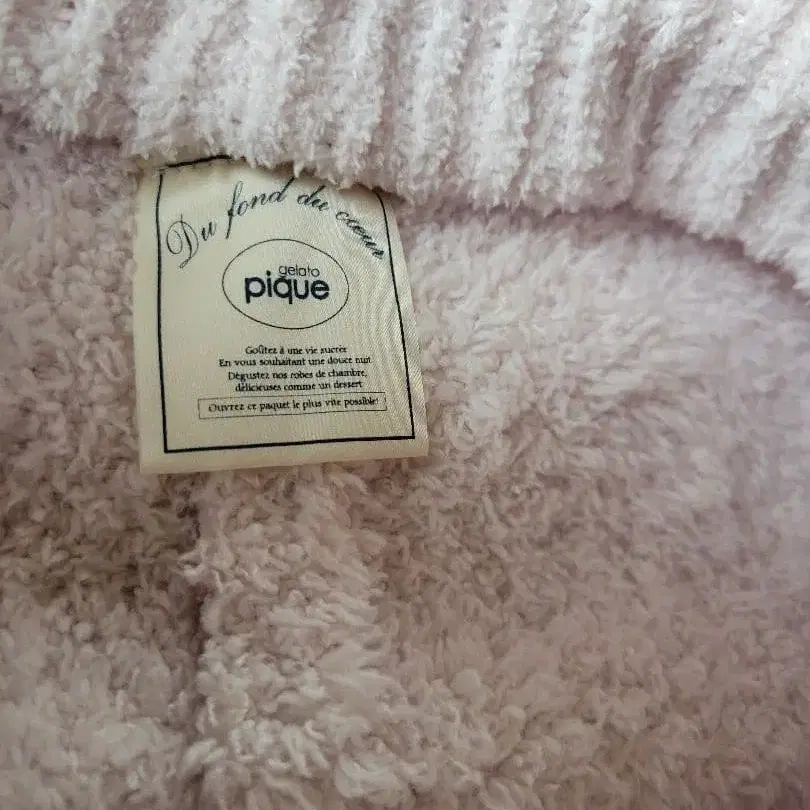 Du fond du cœur
gelato
pique
Goûtez à une vie sucrée
En vous souhaitant une douce nuit
Dégustez nos robes de chambre,
délicieuses comme un dessert
Ouvrez ce paquet le plus vite possible!